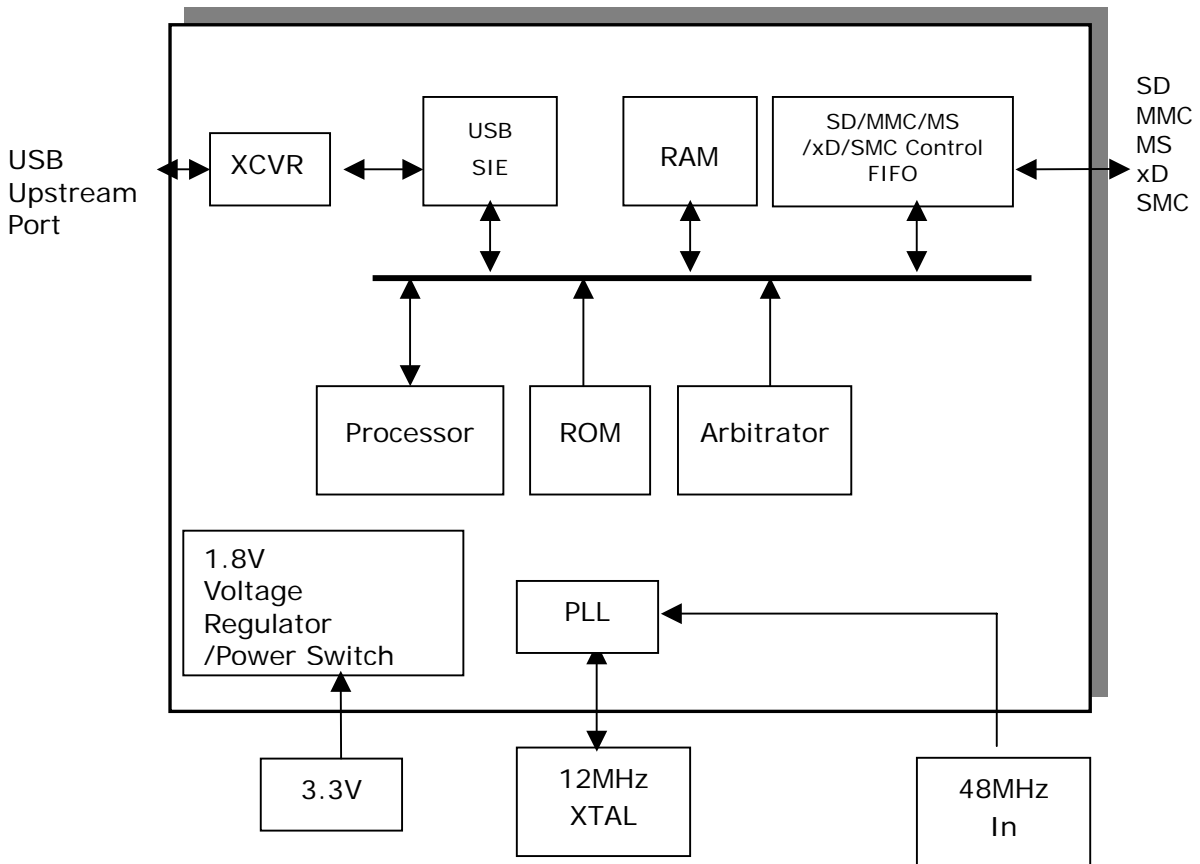 USB
Upstream
Port
XCVR
USB
SIE
RAM
SD/MMC/MS
/xD/SMC Control
FIFO
SD
MMC
MS
xD
SMC
Processor
ROM
Arbitrator
1.8V
Voltage
Regulator
/Power Switch
PLL
3.3V
12MHz
XTAL
48MHz
In